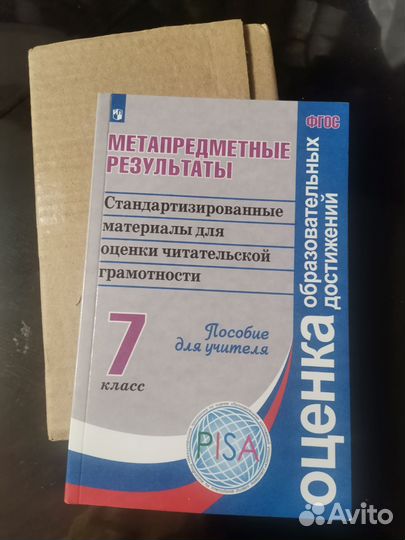 МЕТАПРЕДМЕТНЫЕ
РЕЗУЛЬТАТЫ
Стандартизированные
материалы для
оценки читательской
грамотности
7
класс
Пособие
для учителя
PISA
ФГОС
оценка
образовательных
достижений
Avito